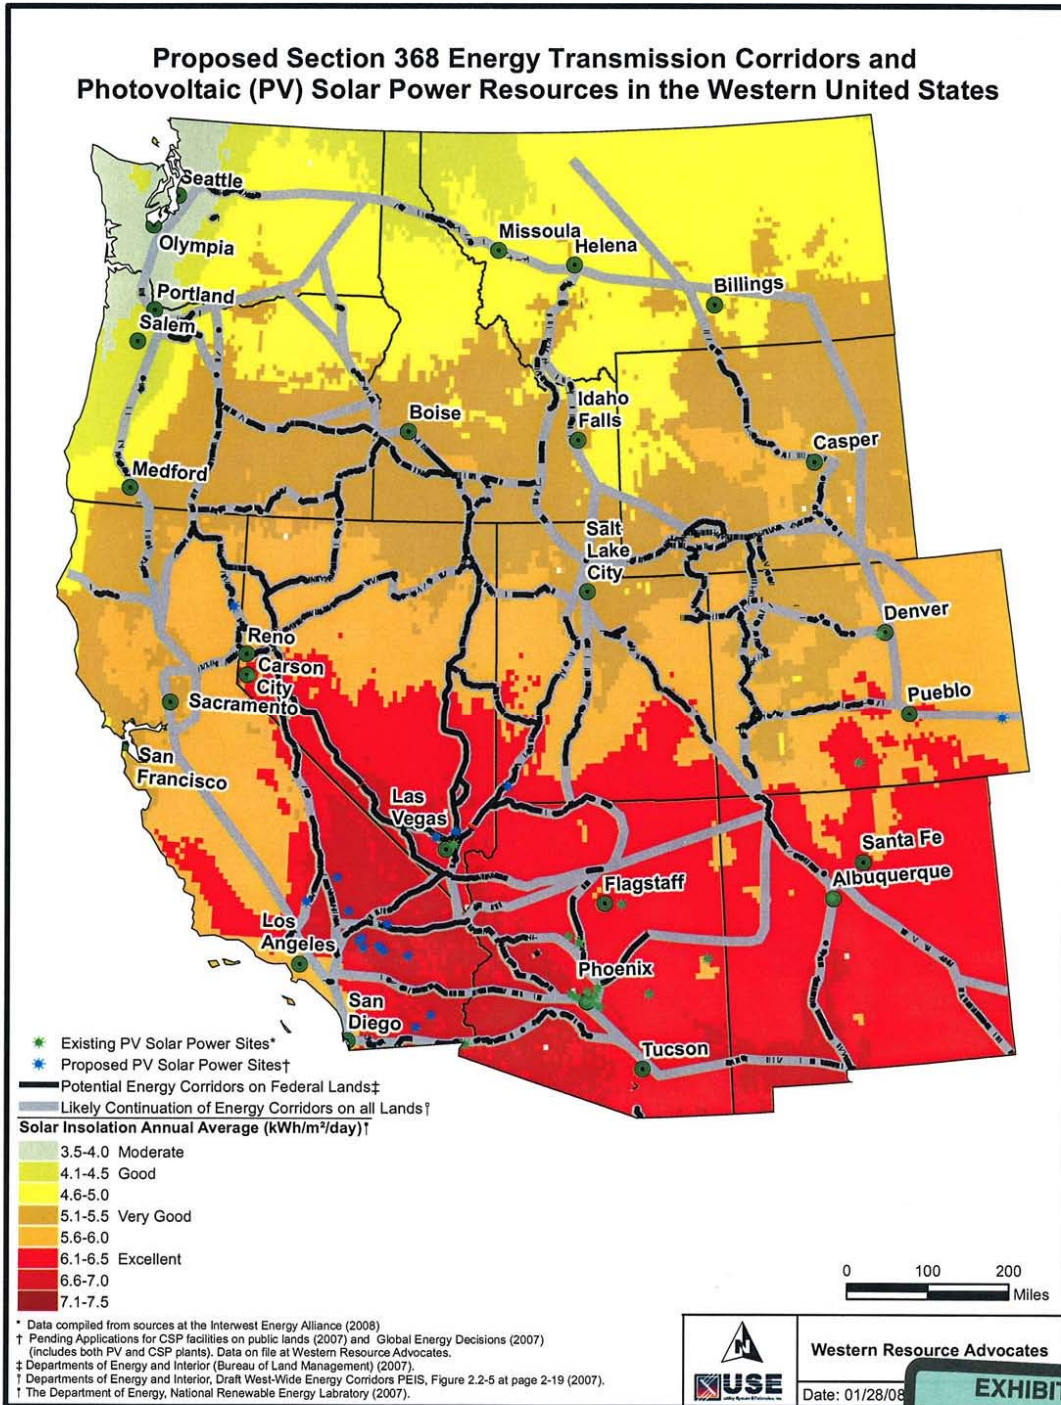 Proposed Section 368 Energy Transmission Corridors and
Photovoltaic (PV) Solar Power Resources in the Western United States
Seattle
Olympia
Missoula
Helena
Portland
Billings
Salem
Idaho
Falls
Boise
Casper
Medford
Salt
Lake
City
Denver
Reno
Carson
City
Sacramento
Pueblo
San
Francisco
Las
Vegas
Santa Fe
Flagstaff
Albuquerque
Los
Angeles
Phoenix
San
Diego
Tucson
Existing PV Solar Power Sites*
Proposed PV Solar Power Sites†
Potential Energy Corridors on Federal Lands‡
Likely Continuation of Energy Corridors on all Lands†
Solar Insolation Annual Average (kWh/m²/day)†
3.5-4.0 Moderate
4.1-4.5 Good
4.6-5.0
5.1-5.5 Very Good
5.6-6.0
6.1-6.5 Excellent
6.6-7.0
7.1-7.5
0 100 200
Miles
* Data compiled from sources at the Interwest Energy Alliance (2008)
† Pending Applications for CSP facilities on public lands (2007) and Global Energy Decisions (2007)
(includes both PV and CSP plants). Data on file at Western Resource Advocates.
‡ Departments of Energy and Interior (Bureau of Land Management) (2007).
† Departments of Energy and Interior, Draft West-Wide Energy Corridors PEIS, Figure 2.2-5 at page 2-19 (2007).
† The Department of Energy, National Renewable Energy Labratory (2007).
N
USE
Western Resource Advocates
Date: 01/28/08
EXHIBIT